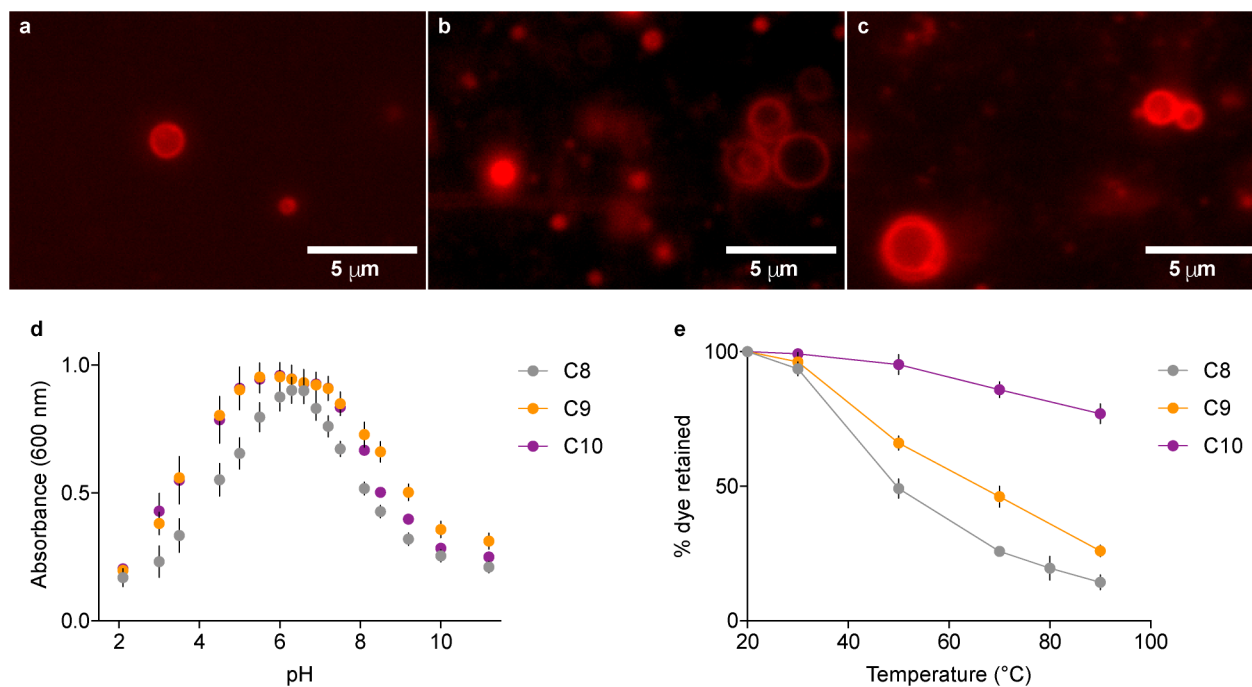 a
b
c
5 μm
5 μm
5 μm
d
e
Absorbance (600 nm)
1.0
0.5
0.0
2
4
6
8
10
pH
C8
C9
C10
% dye retained
100
50
0
20
40
60
80
100
Temperature (°C)
C8
C9
C10